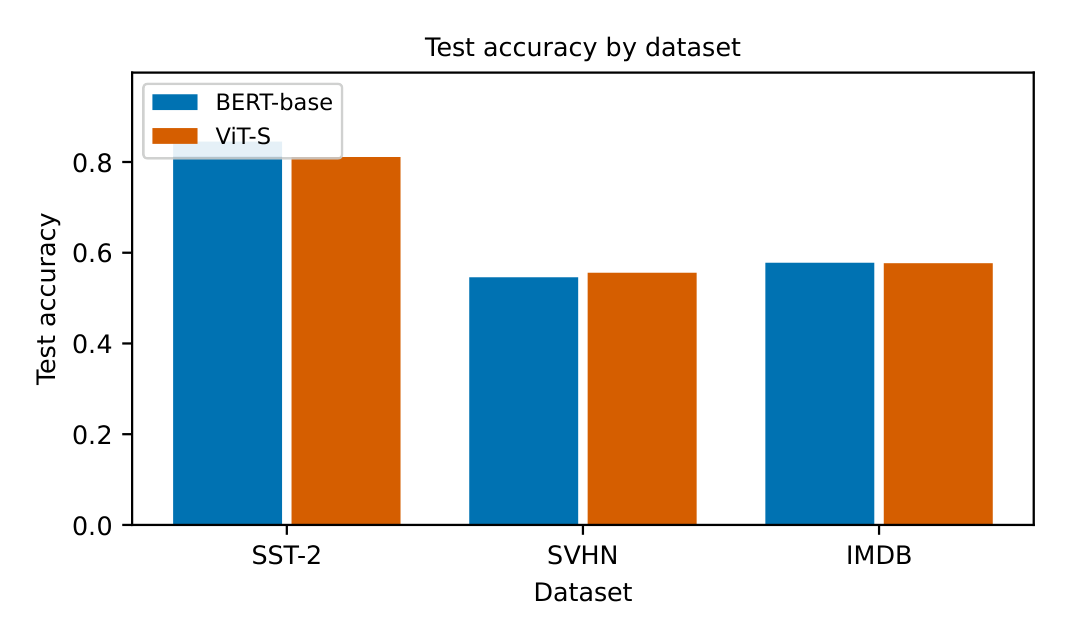 Test accuracy by dataset
BERT-base
ViT-S
Test accuracy
0.8
0.6
0.4
0.2
0.0
SST-2
SVHN
IMDB
Dataset